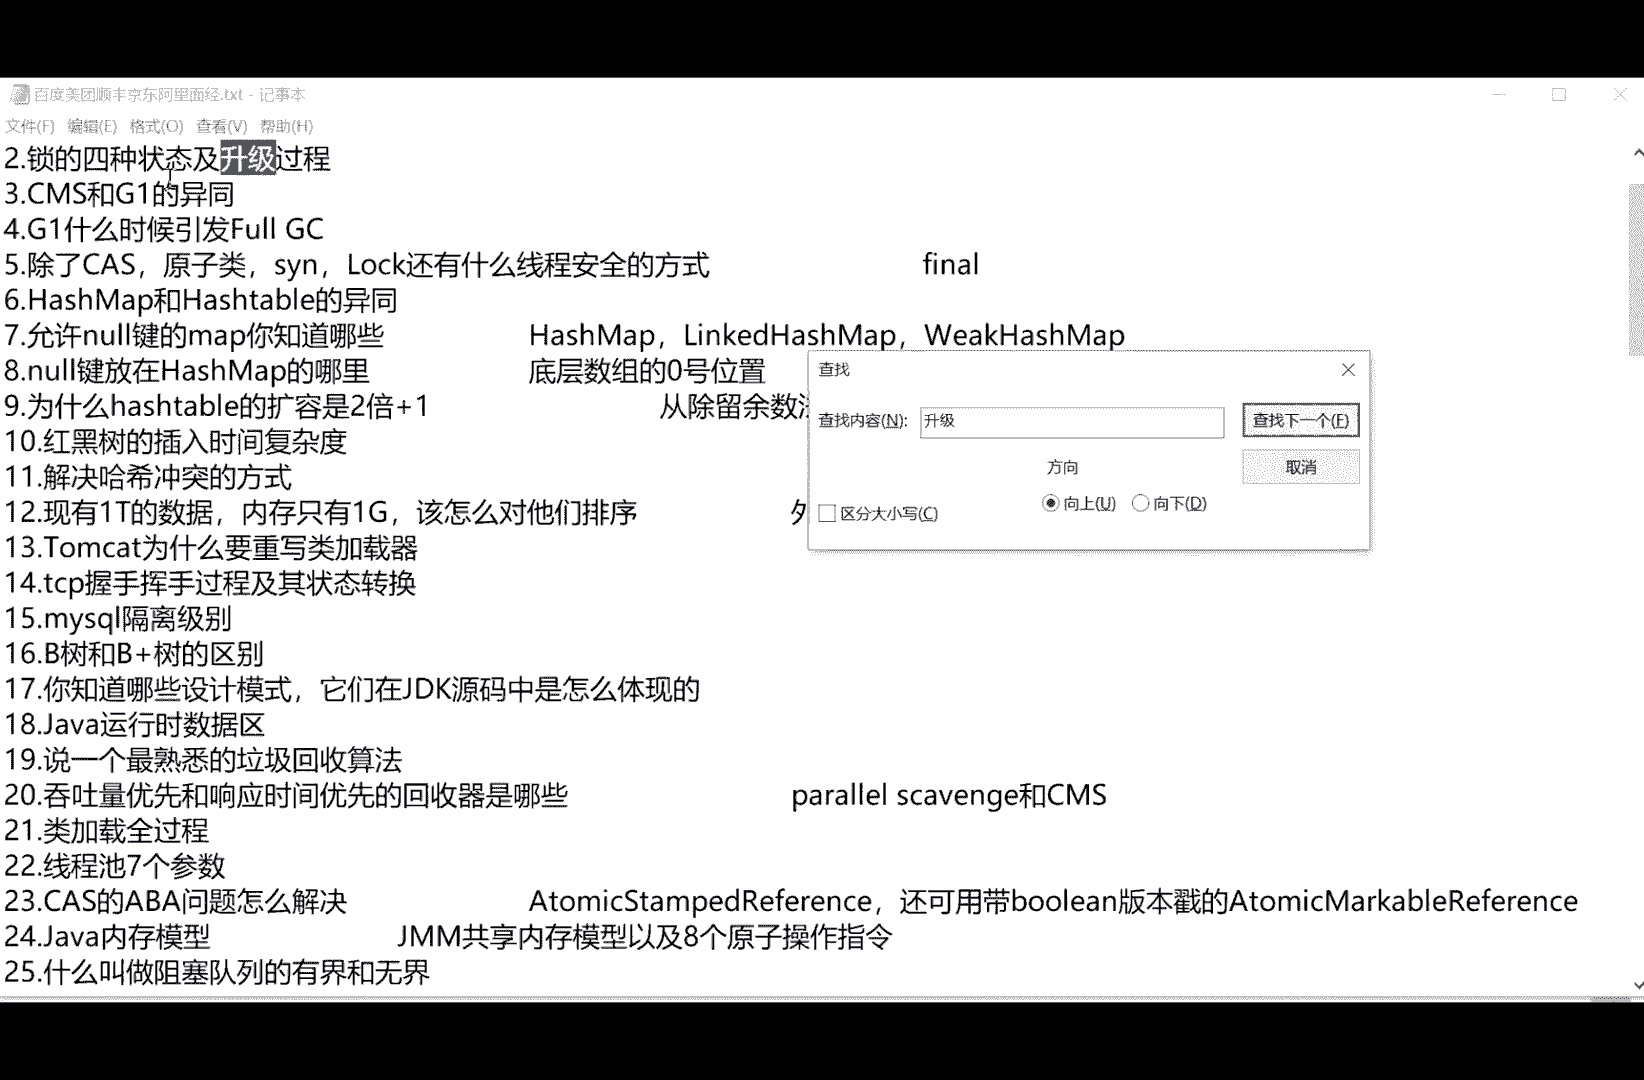 百度美团顺丰京东阿里面经.txt - 记事本
文件(F) 编辑(E) 格式(O) 查看(V) 帮助(H)
2.锁的四种状态及升级过程
3.CMS和G1的异同
4.G1什么时候引发Full GC
5.除了CAS，原子类，syn，Lock还有什么线程安全的方式 final
6.HashMap和Hashtable的异同
7.允许null键的map你知道哪些 HashMap，LinkedHashMap，WeakHashMap
8.null键放在HashMap的哪里 底层数组的0号位置
9.为什么hashtable的扩容是2倍+1 从除留余数
10.红黑树的插入时间复杂度
11.解决哈希冲突的方式
12.现有1T的数据，内存只有1G，该怎么对他们排序
13.Tomcat为什么要重写类加载器
14.tcp握手挥手过程及其状态转换
15.mysql隔离级别
16.B树和B+树的区别
17.你知道哪些设计模式，它们在JDK源码中是怎么体现的
18.Java运行时数据区
19.说一个最熟悉的垃圾回收算法
20.吞吐量优先和响应时间优先的回收器是哪些 parallel scavenge和CMS
21.类加载全过程
22.线程池7个参数
23.CAS的ABA问题怎么解决 AtomicStampedReference，还可用带boolean版本戳的AtomicMarkableReference
24.Java内存模型 JMM共享内存模型以及8个原子操作指令
25.什么叫做阻塞队列的有界和无界
查找
查找内容(N): 升级 查找下一个(F)
方向 取消
区分大小写(C) 向上(U) 向下(D)